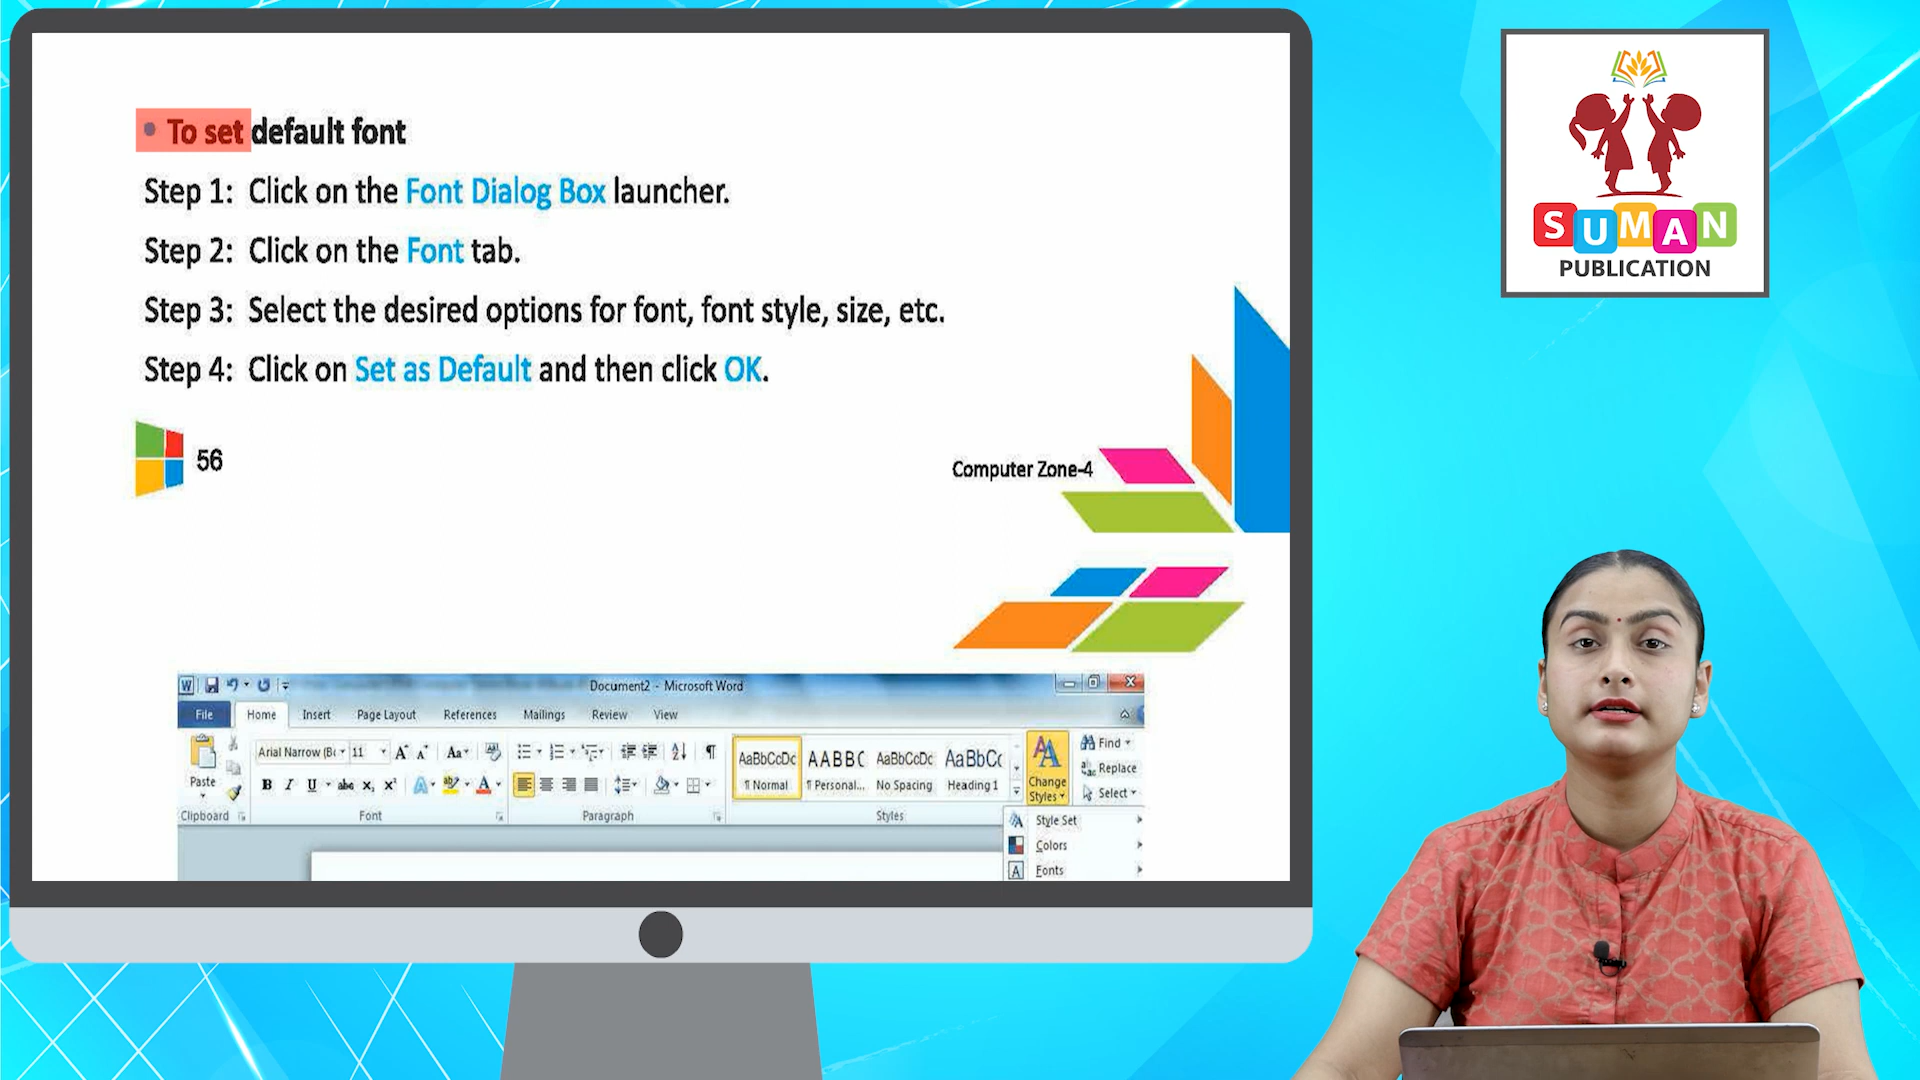 • To set default font
Step 1: Click on the Font Dialog Box launcher.
Step 2: Click on the Font tab.
Step 3: Select the desired options for font, font style, size, etc.
Step 4: Click on Set as Default and then click OK.
56
Computer Zone-4
Document2 - Microsoft Word
File Home Insert Page Layout References Mailings Review View
Arial Narrow (B 11
AaBbCcDc AABBC AaBbCcDc AaBbCc
Paste
¶ Normal ¶ Personal... No Spacing Heading 1
Change Styles
Find
Replace
Select
Clipboard Font Paragraph Styles
Style Set
Colors
Fonts
SUMAN
PUBLICATION